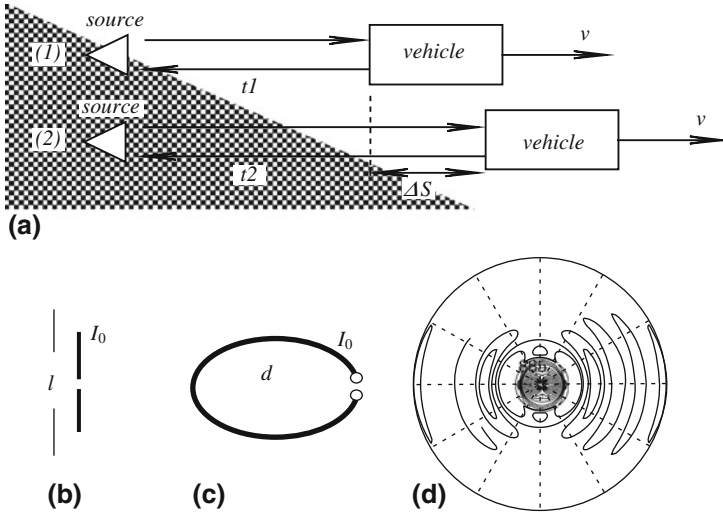 source
(1)
vehicle
v
t1
source
(2)
vehicle
v
t2
ΔS
(a)
I0
l
(b)
I0
d
(c)
(d)